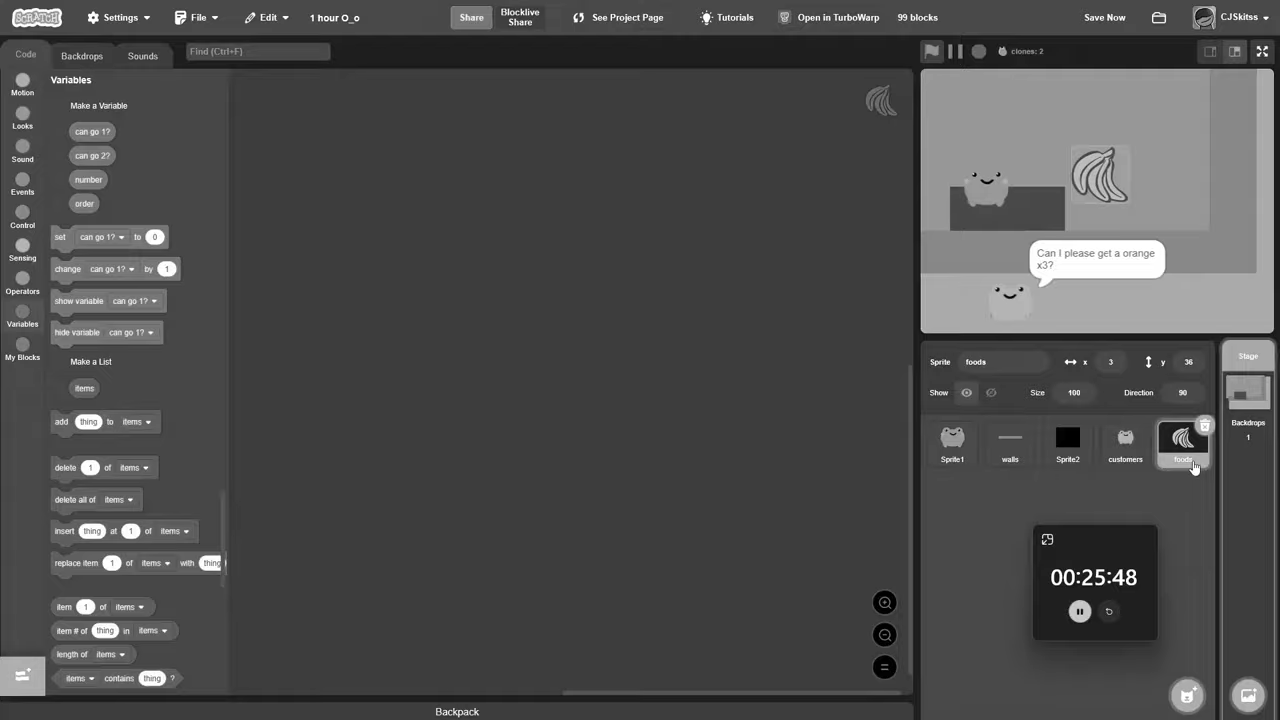 SCRATCH
Settings
File
Edit
1 hour O_o
Share
Blocklive
Share
See Project Page
Tutorials
Open in TurboWarp
99 blocks
Save Now
CJSkitss
Code
Backdrops
Sounds
Find (Ctrl+F)
clones: 2
Motion
Looks
Sound
Events
Control
Sensing
Operators
Variables
My Blocks
Variables
Make a Variable
can go 1?
can go 2?
number
order
set can go 1? to 0
change can go 1? by 1
show variable can go 1?
hide variable can go 1?
Make a List
items
add thing to items
delete 1 of items
delete all of items
insert thing at 1 of items
replace item 1 of items with thing
item 1 of items
item # of thing in items
length of items
items contains thing ?
Can I please get a orange
x3?
Sprite foods x 3 y 36
Show Size 100 Direction 90
Sprite1
walls
Sprite2
customers
foods
Stage
Backdrops
1
00:25:48
Backpack